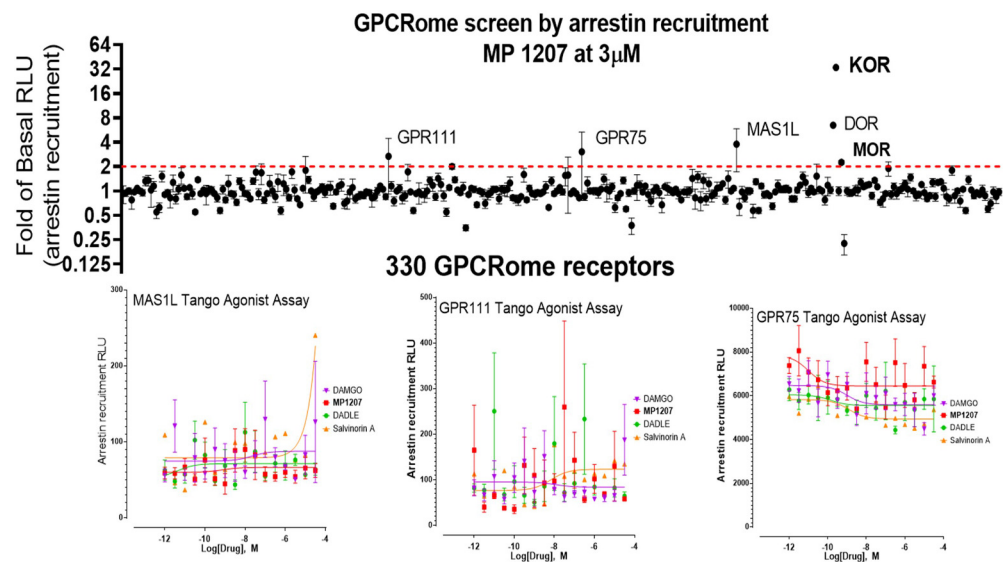 GPCRome screen by arrestin recruitment
MP 1207 at 3μM
Fold of Basal RLU
(arrestin recruitment)
64
32
16
8
4
2
1
0.5
0.25
0.125
KOR
DOR
MOR
GPR111
GPR75
MAS1L
330 GPCRome receptors
MAS1L Tango Agonist Assay
Arrestin recruitment RLU
300
200
100
0
-12
-10
-8
-6
-4
Log[Drug], M
DAMGO
MP1207
DADLE
Salvinorin A
GPR111 Tango Agonist Assay
Arrestin recruitment RLU
500
400
300
200
100
0
-12
-10
-8
-6
-4
Log[Drug], M
DAMGO
MP1207
DADLE
Salvinorin A
GPR75 Tango Agonist Assay
Arrestin recruitment RLU
10000
8000
6000
4000
2000
0
-12
-10
-8
-6
-4
Log[Drug], M
DAMGO
MP1207
DADLE
Salvinorin A